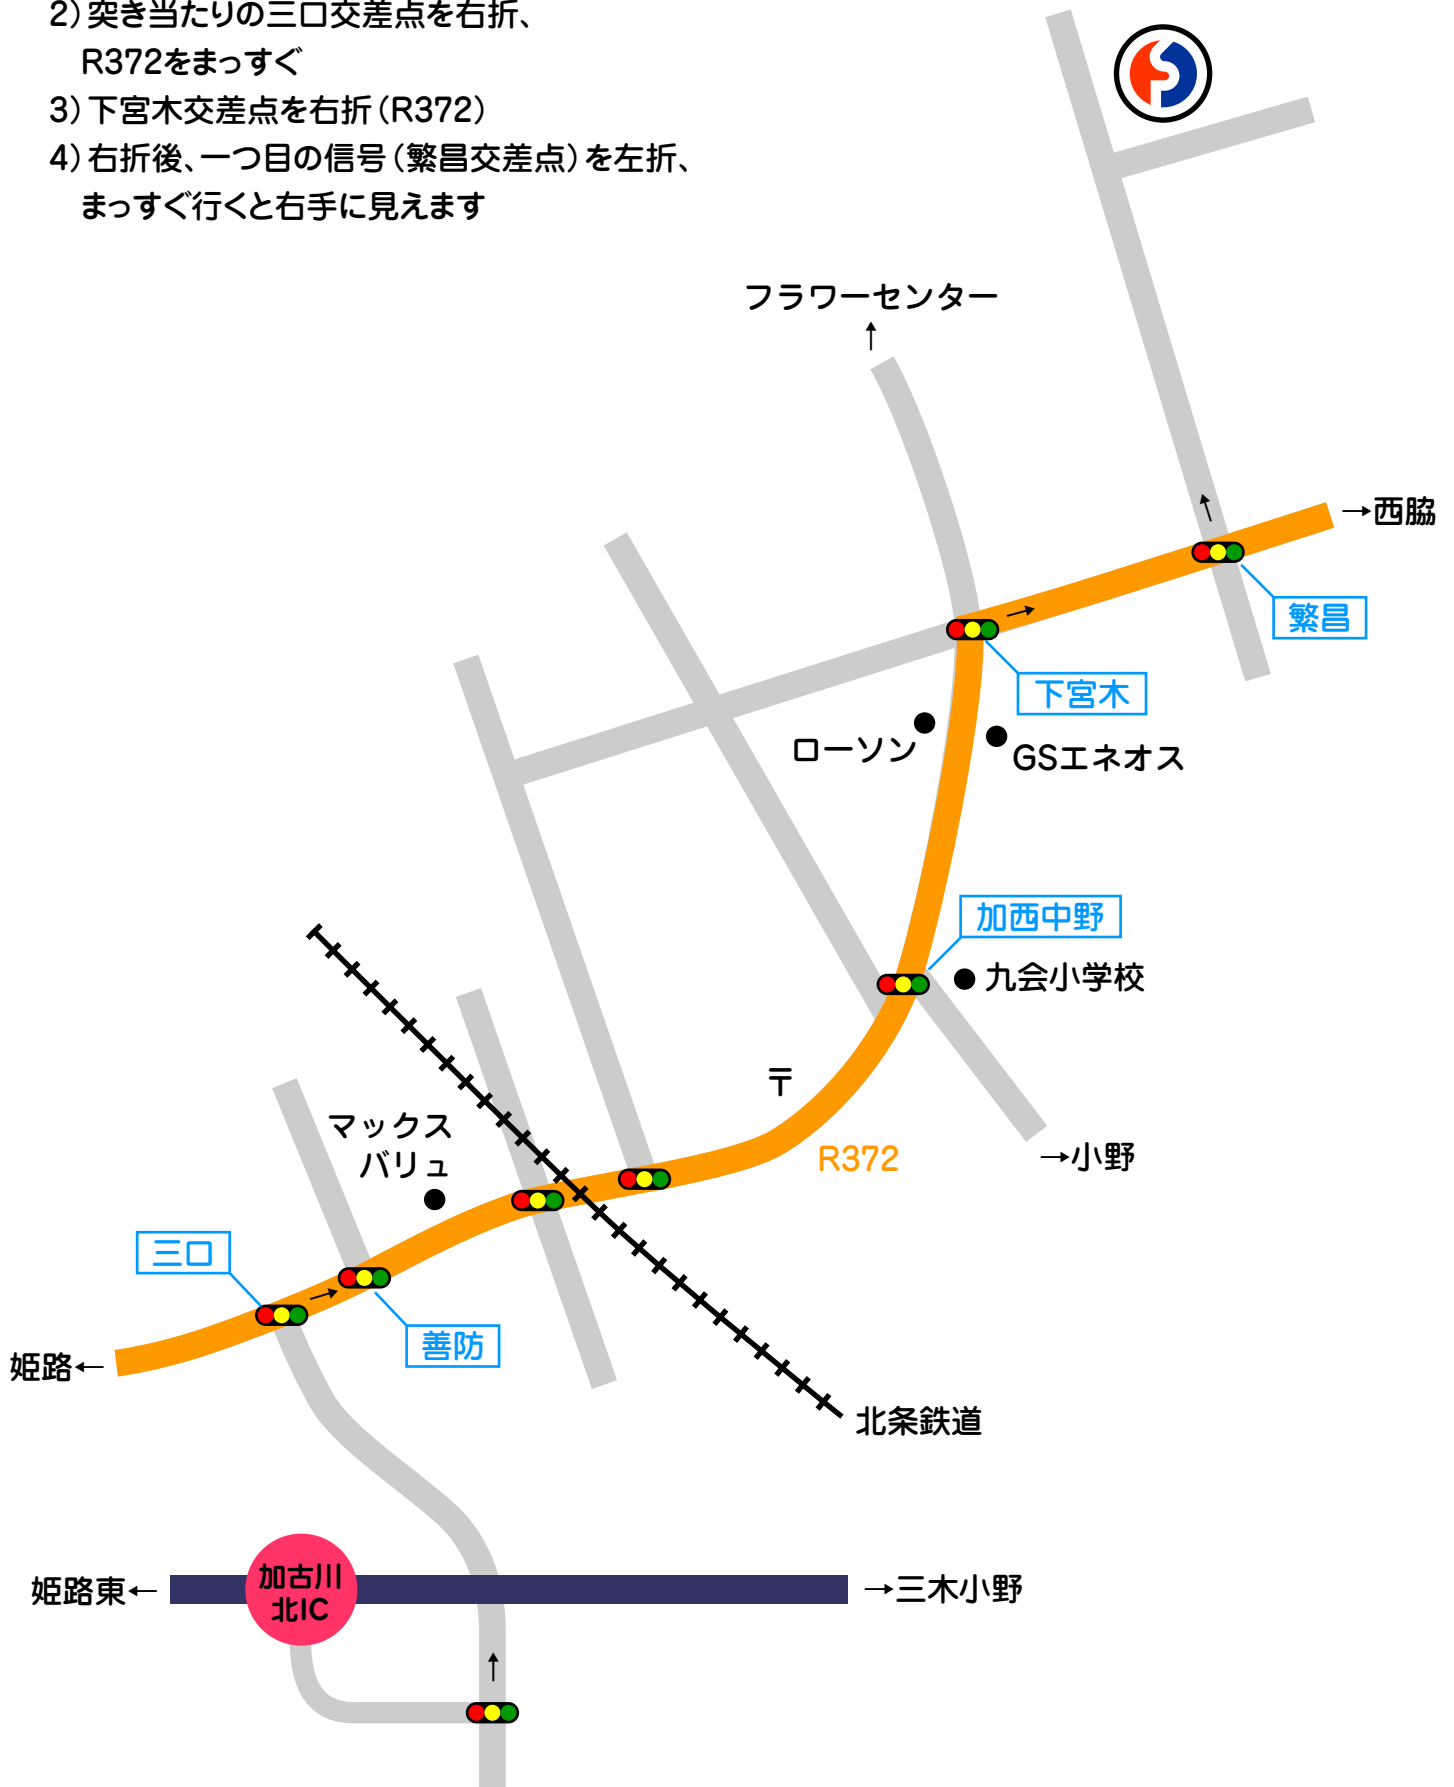 2）突き当たりの三口交差点を右折、
R372をまっすぐ
3）下宮木交差点を右折（R372）
4）右折後、一つ目の信号（繁昌交差点）を左折、
まっすぐ行くと右手に見えます
フラワーセンター
↑
→西脇
繁昌
下宮木
ローソン
GSエネオス
加西中野
九会小学校
〒
マックス
バリュ
R372
→小野
三口
善防
姫路←
北条鉄道
加古川
北IC
姫路東←
→三木小野